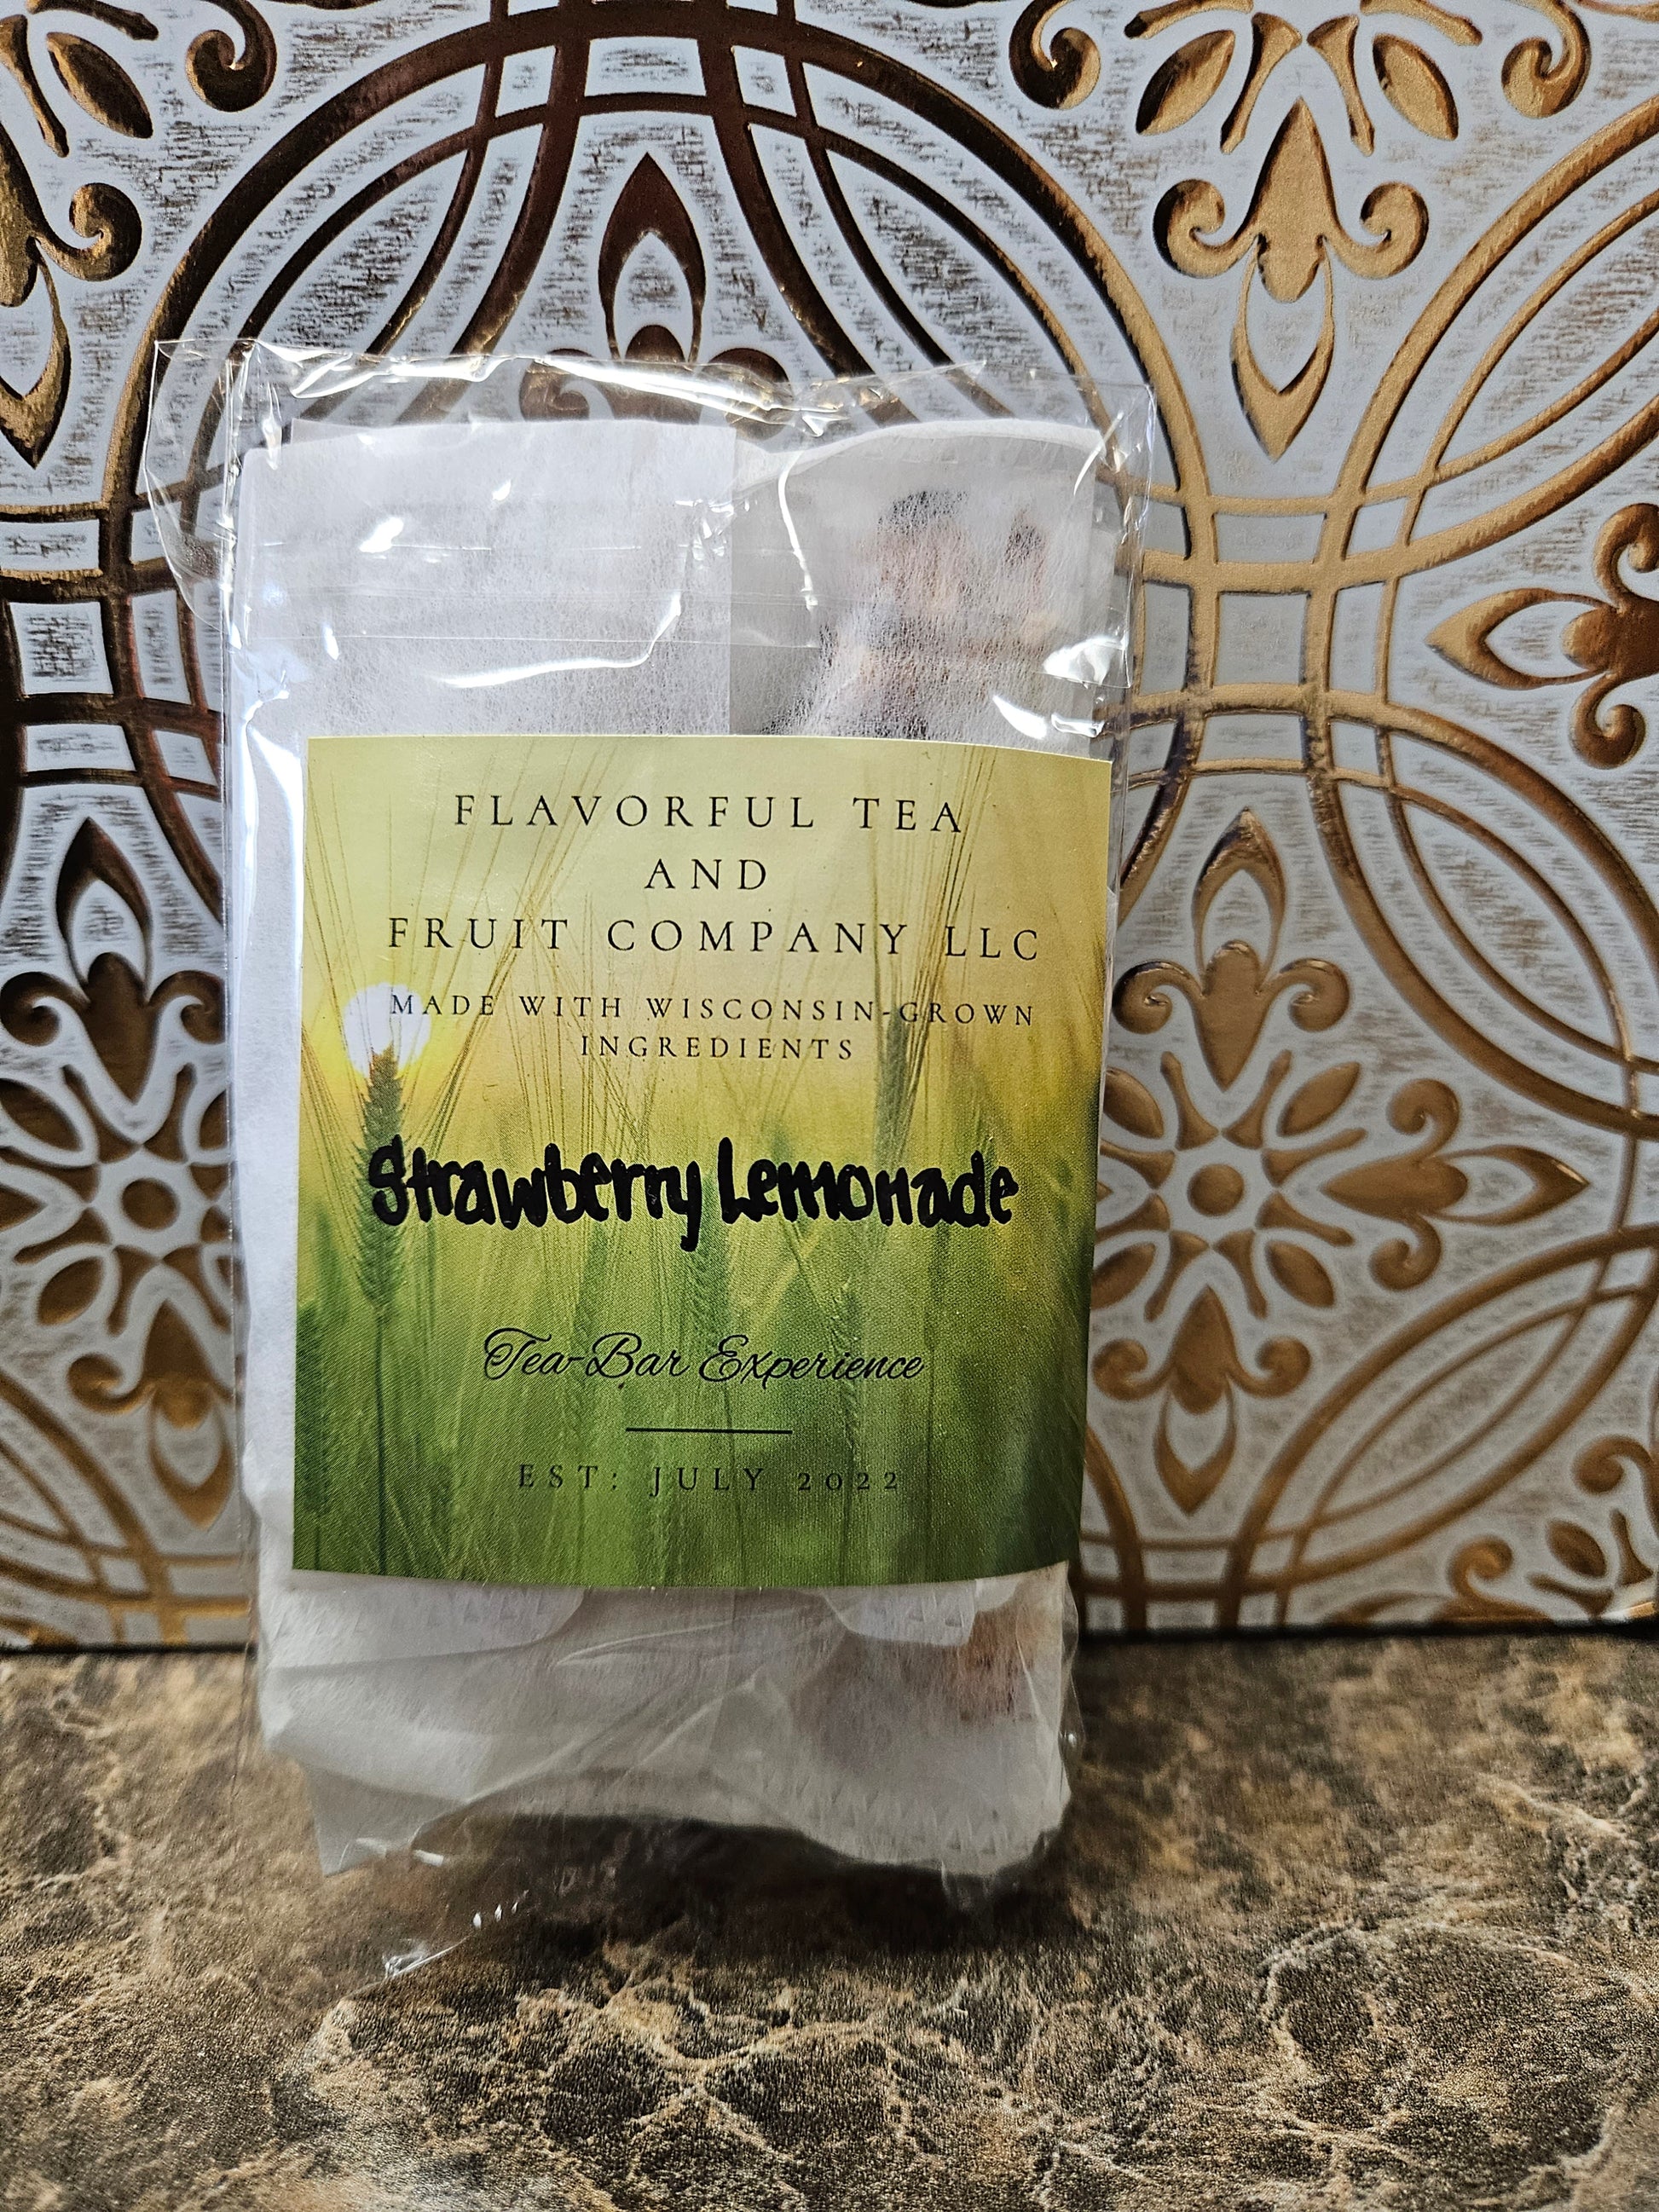 FLAVORFUL TEA
AND
FRUIT COMPANY LLC
MADE WITH WISCONSIN-GROWN
INGREDIENTS
Strawberry Lemonade
Tea-Bar Experience
EST: JULY 2022